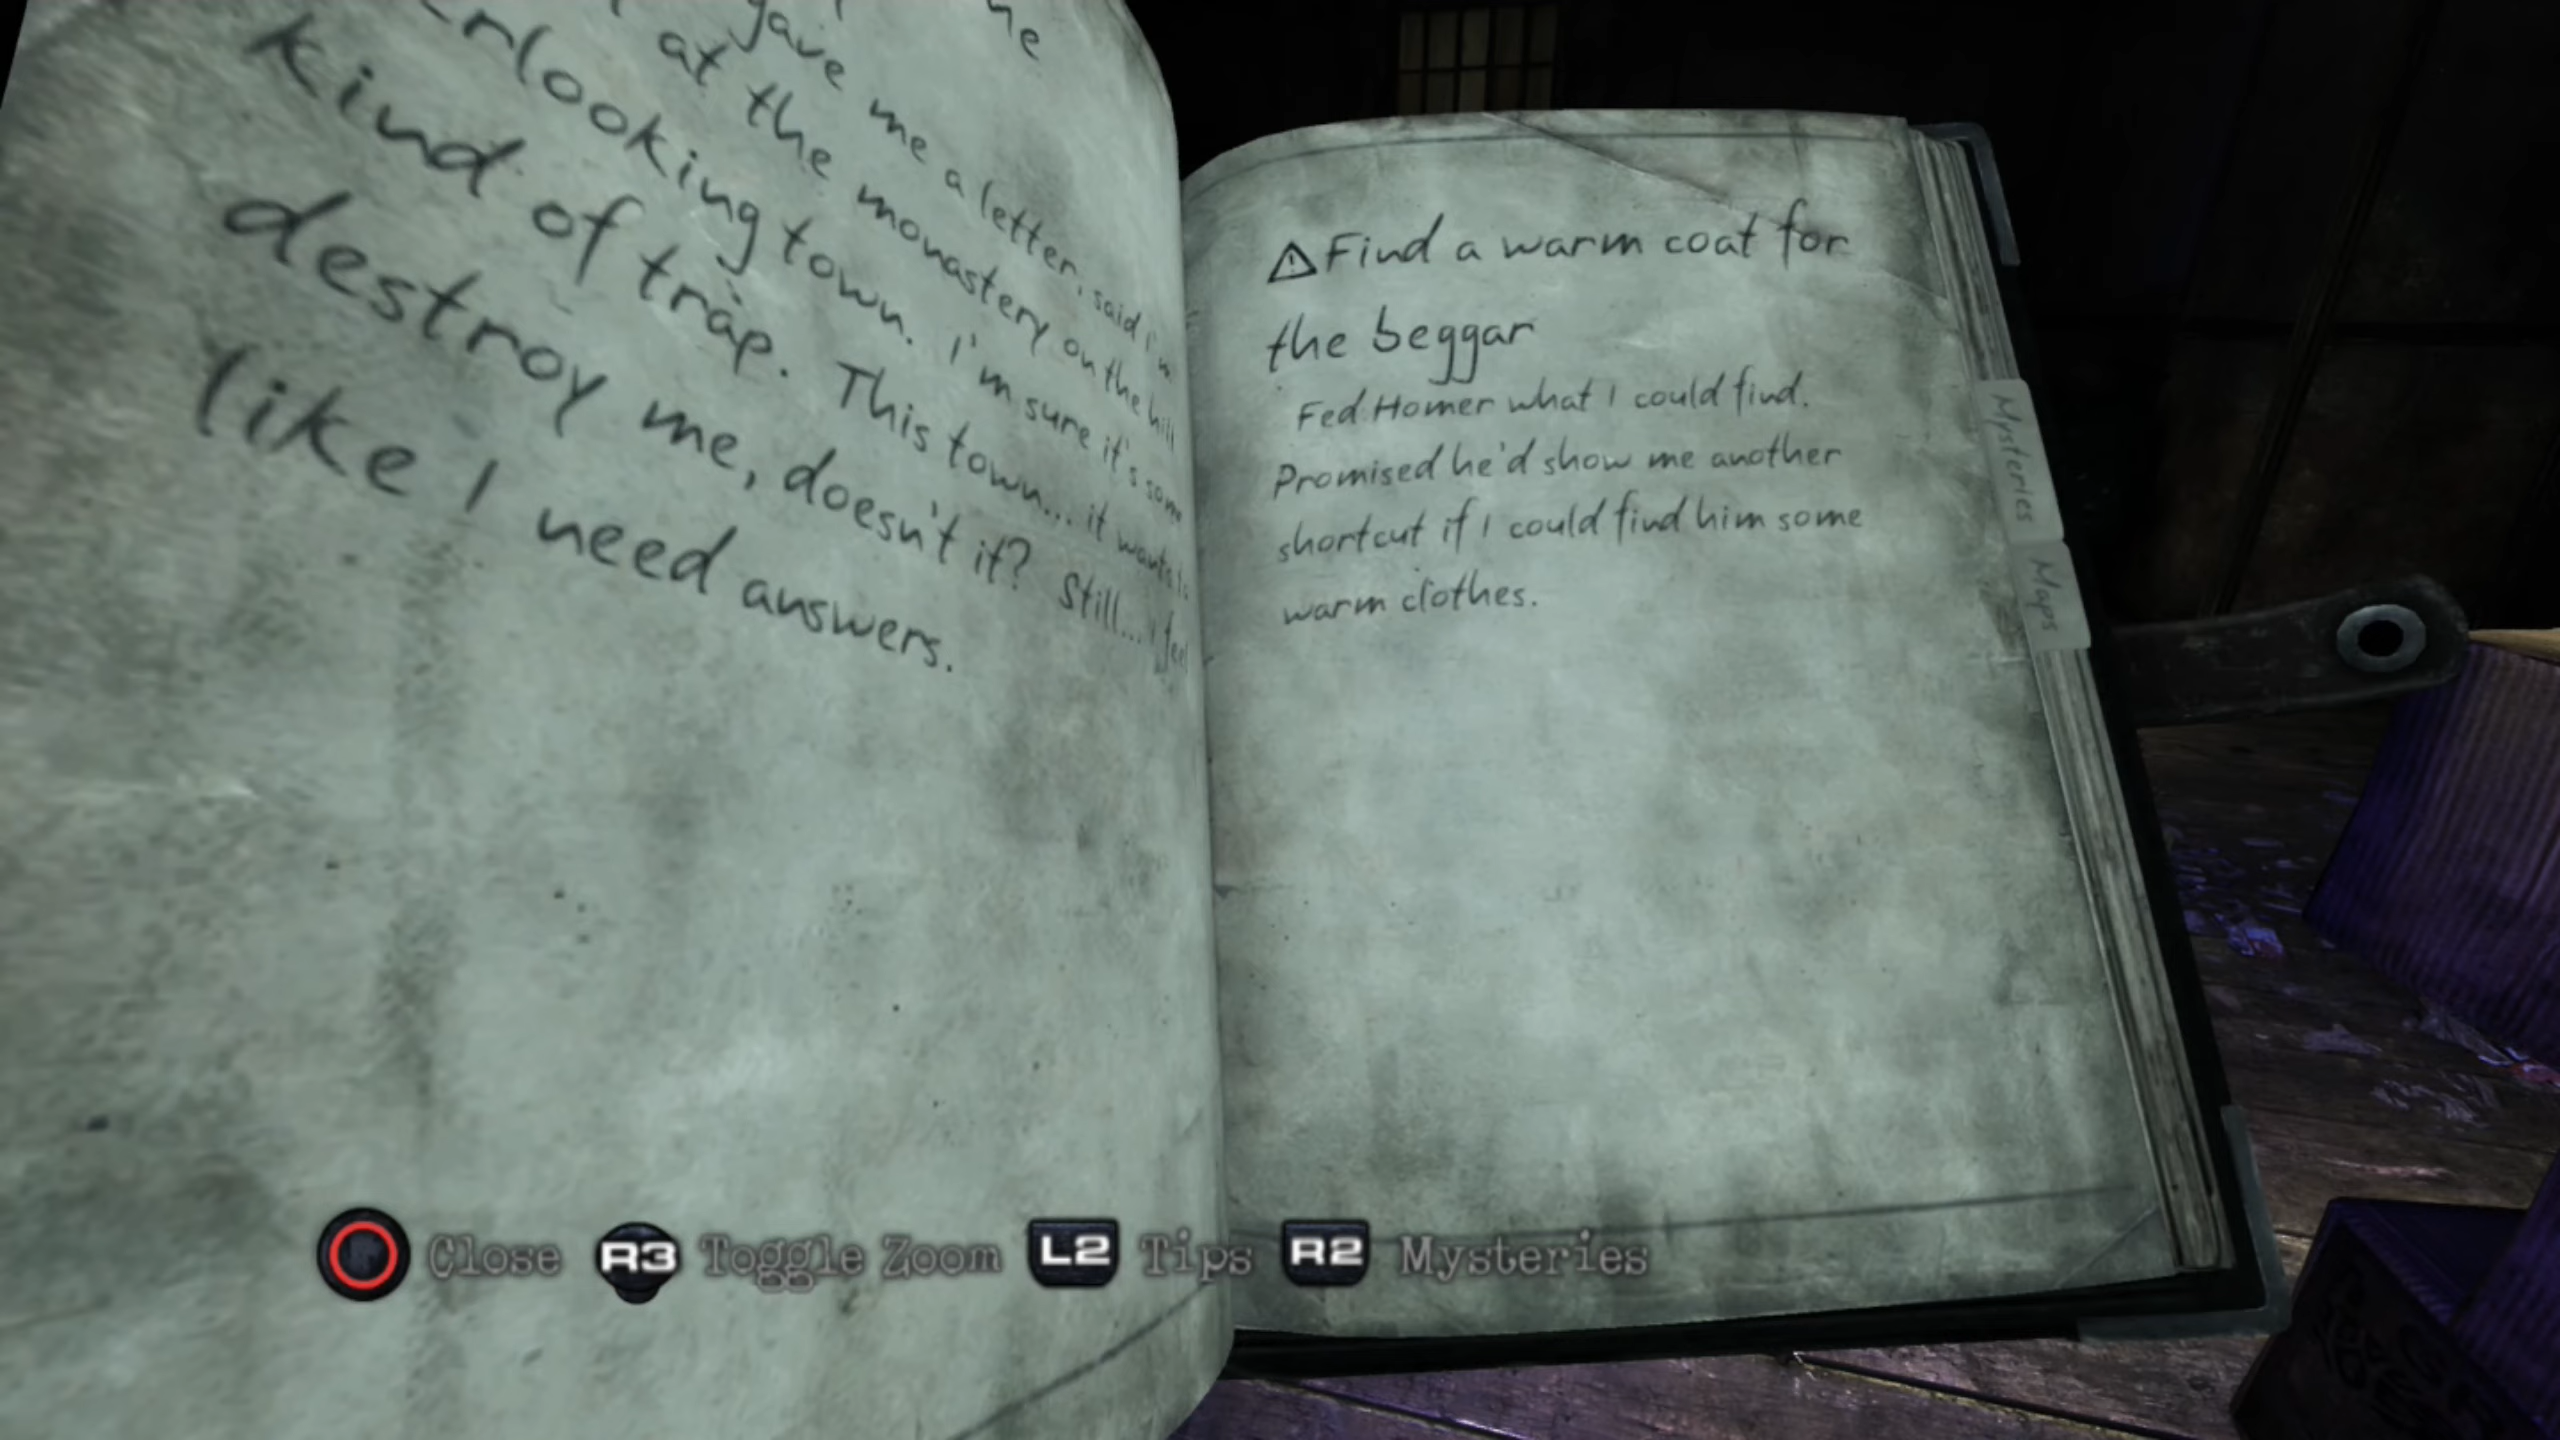 gave me a letter, said I'm
at the monastery on the hill
overlooking town. I'm sure it's some
kind of trap. This town... it wants to
destroy me, doesn't it? Still... I feel
like I need answers.
⚠Find a warm coat for
the beggar
Fed Homer what I could find.
Promised he'd show me another
shortcut if I could find him some
warm clothes.
Mysteries
Maps
Close R3 Toggle Zoom L2 Tips R2 Mysteries